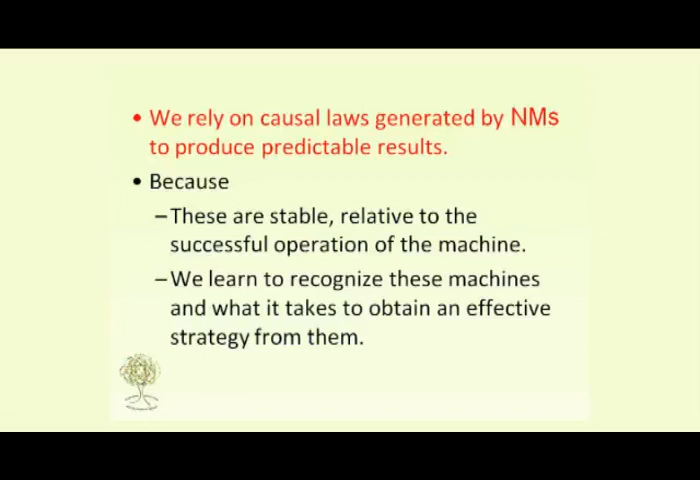 • We rely on causal laws generated by NMs
to produce predictable results.
• Because
–These are stable, relative to the
successful operation of the machine.
–We learn to recognize these machines
and what it takes to obtain an effective
strategy from them.